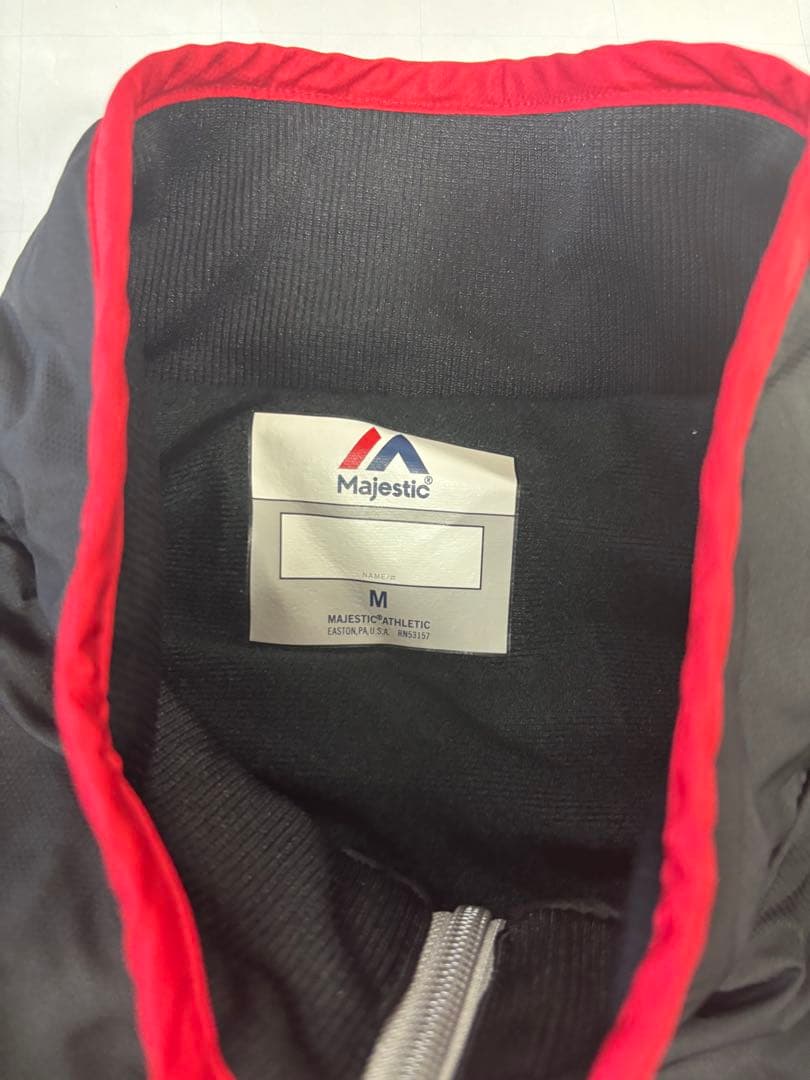 Majestic®
NAME/#
M
MAJESTIC® ATHLETIC
EASTON, PA, U.S.A. RN53157